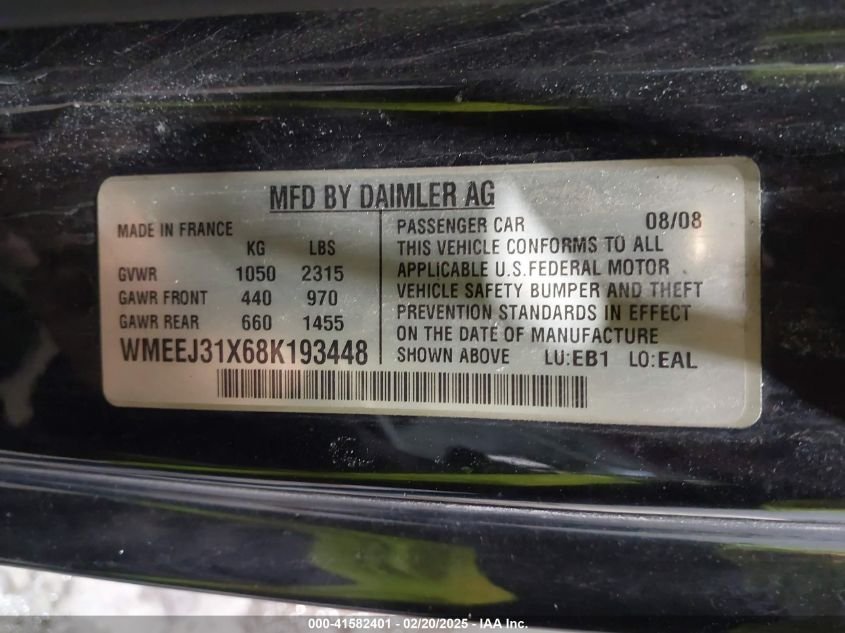 MFD BY DAIMLER AG
MADE IN FRANCE
KG LBS
GVWR 1050 2315
GAWR FRONT 440 970
GAWR REAR 660 1455
WMEEJ31X68K193448
PASSENGER CAR 08/08
THIS VEHICLE CONFORMS TO ALL
APPLICABLE U.S.FEDERAL MOTOR
VEHICLE SAFETY BUMPER AND THEFT
PREVENTION STANDARDS IN EFFECT
ON THE DATE OF MANUFACTURE
SHOWN ABOVE LU:EB1 LO:EAL
000-41582401 - 02/20/2025 - IAA, Inc.